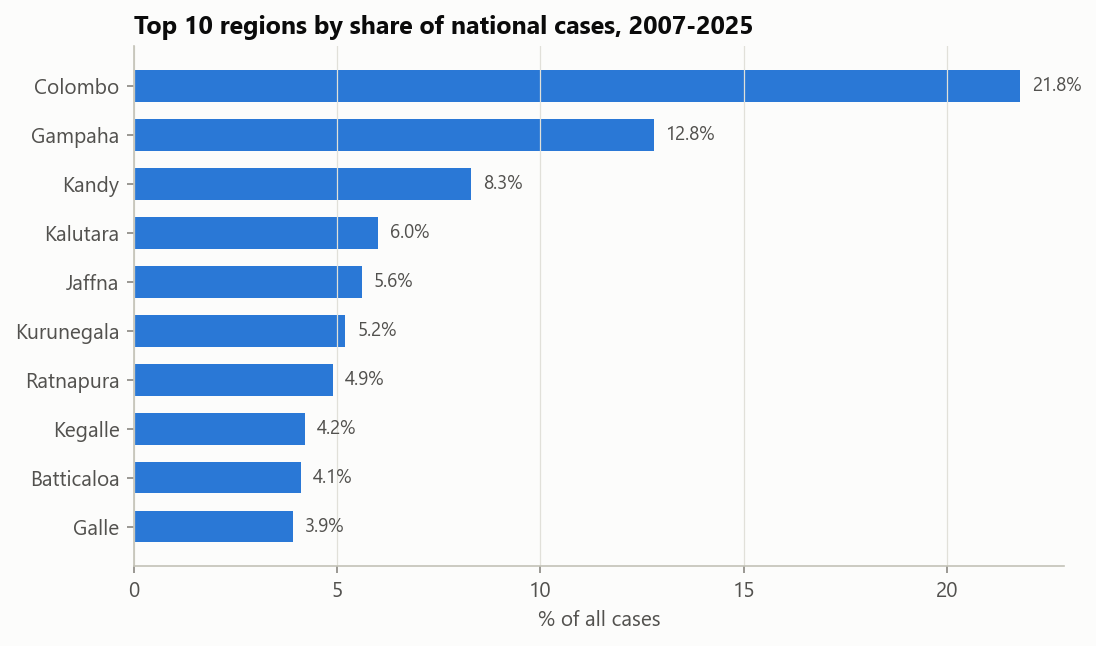 Top 10 regions by share of national cases, 2007-2025
Colombo 21.8%
Gampaha 12.8%
Kandy 8.3%
Kalutara 6.0%
Jaffna 5.6%
Kurunegala 5.2%
Ratnapura 4.9%
Kegalle 4.2%
Batticaloa 4.1%
Galle 3.9%
0 5 10 15 20
% of all cases